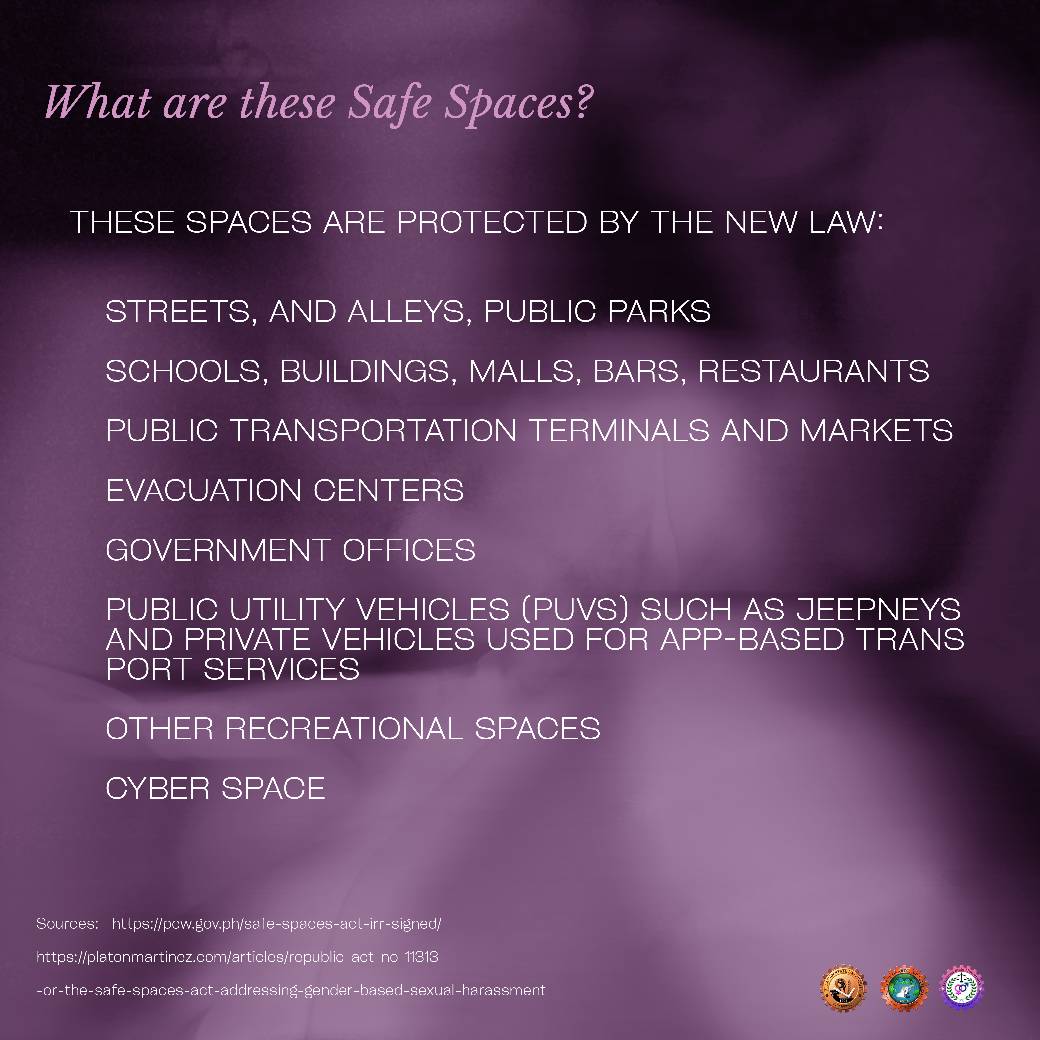 What are these Safe Spaces?
THESE SPACES ARE PROTECTED BY THE NEW LAW:
STREETS, AND ALLEYS, PUBLIC PARKS
SCHOOLS, BUILDINGS, MALLS, BARS, RESTAURANTS
PUBLIC TRANSPORTATION TERMINALS AND MARKETS
EVACUATION CENTERS
GOVERNMENT OFFICES
PUBLIC UTILITY VEHICLES (PUVS) SUCH AS JEEPNEYS
AND PRIVATE VEHICLES USED FOR APP-BASED TRANS
PORT SERVICES
OTHER RECREATIONAL SPACES
CYBER SPACE
Sources: https://pcw.gov.ph/safe-spaces-act-irr-signed/
https://platonmartinez.com/articles/republic act no 11313
-or-the-safe-spaces-act-addressing-gender-based-sexual-harassment